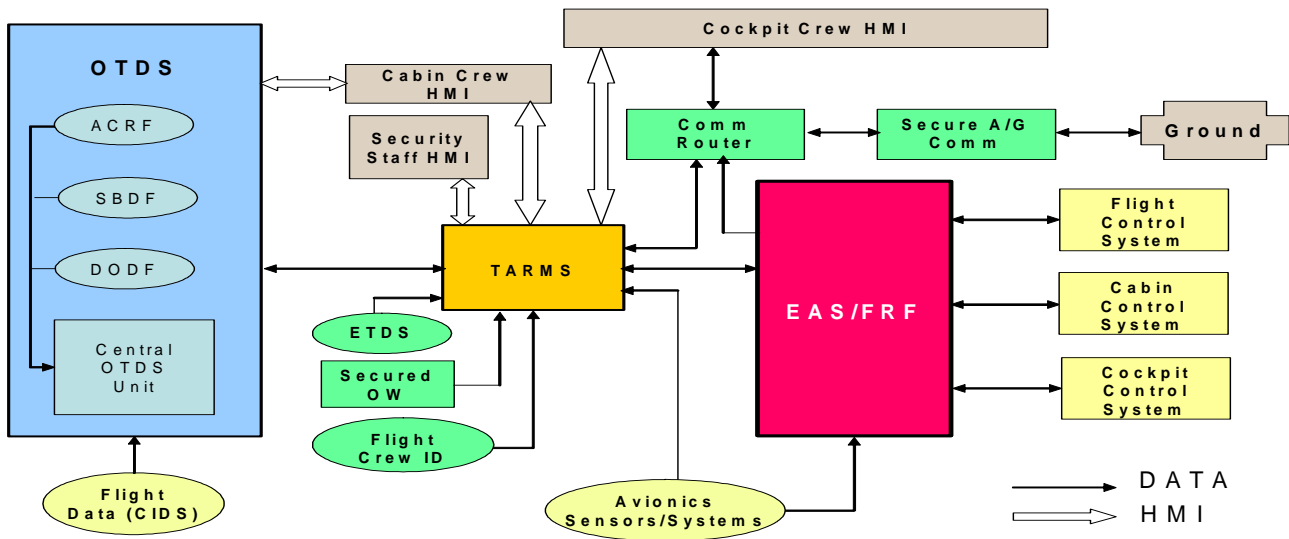 OTDS
ACRF
SBDF
DODF
Central
OTDS
Unit
Flight
Data (CIDS)
Cabin Crew
HMI
Security
Staff HMI
Cockpit Crew HMI
Comm
Router
Secure A/G
Comm
Ground
TARMS
ETDS
Secured
OW
Flight
Crew ID
EAS/FRF
Flight
Control
System
Cabin
Control
System
Cockpit
Control
System
Avionics
Sensors/Systems
DATA
HMI